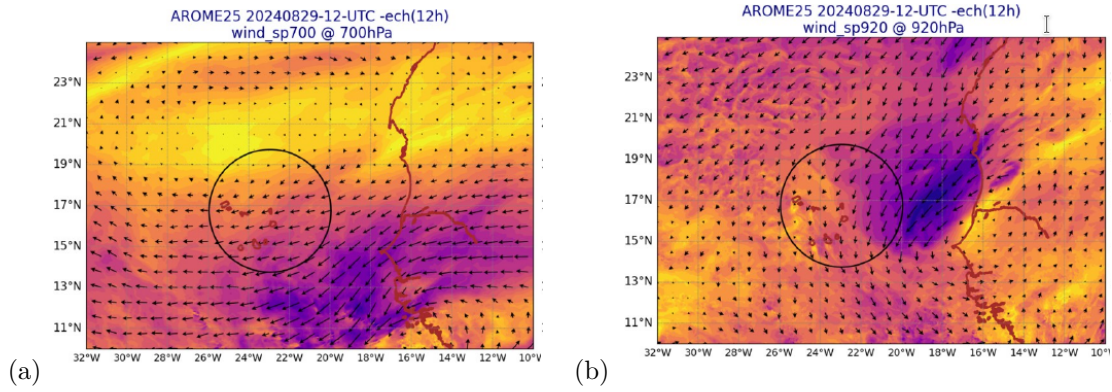 AROME25 20240829-12-UTC -ech(12h)
wind_sp700 @ 700hPa
23°N
21°N
19°N
17°N
15°N
13°N
11°N
32°W 30°W 28°W 26°W 24°W 22°W 20°W 18°W 16°W 14°W 12°W 10°W
(a)
AROME25 20240829-12-UTC -ech(12h)
wind_sp920 @ 920hPa
23°N
21°N
19°N
17°N
15°N
13°N
11°N
32°W 30°W 28°W 26°W 24°W 22°W 20°W 18°W 16°W 14°W 12°W 10°W
(b)